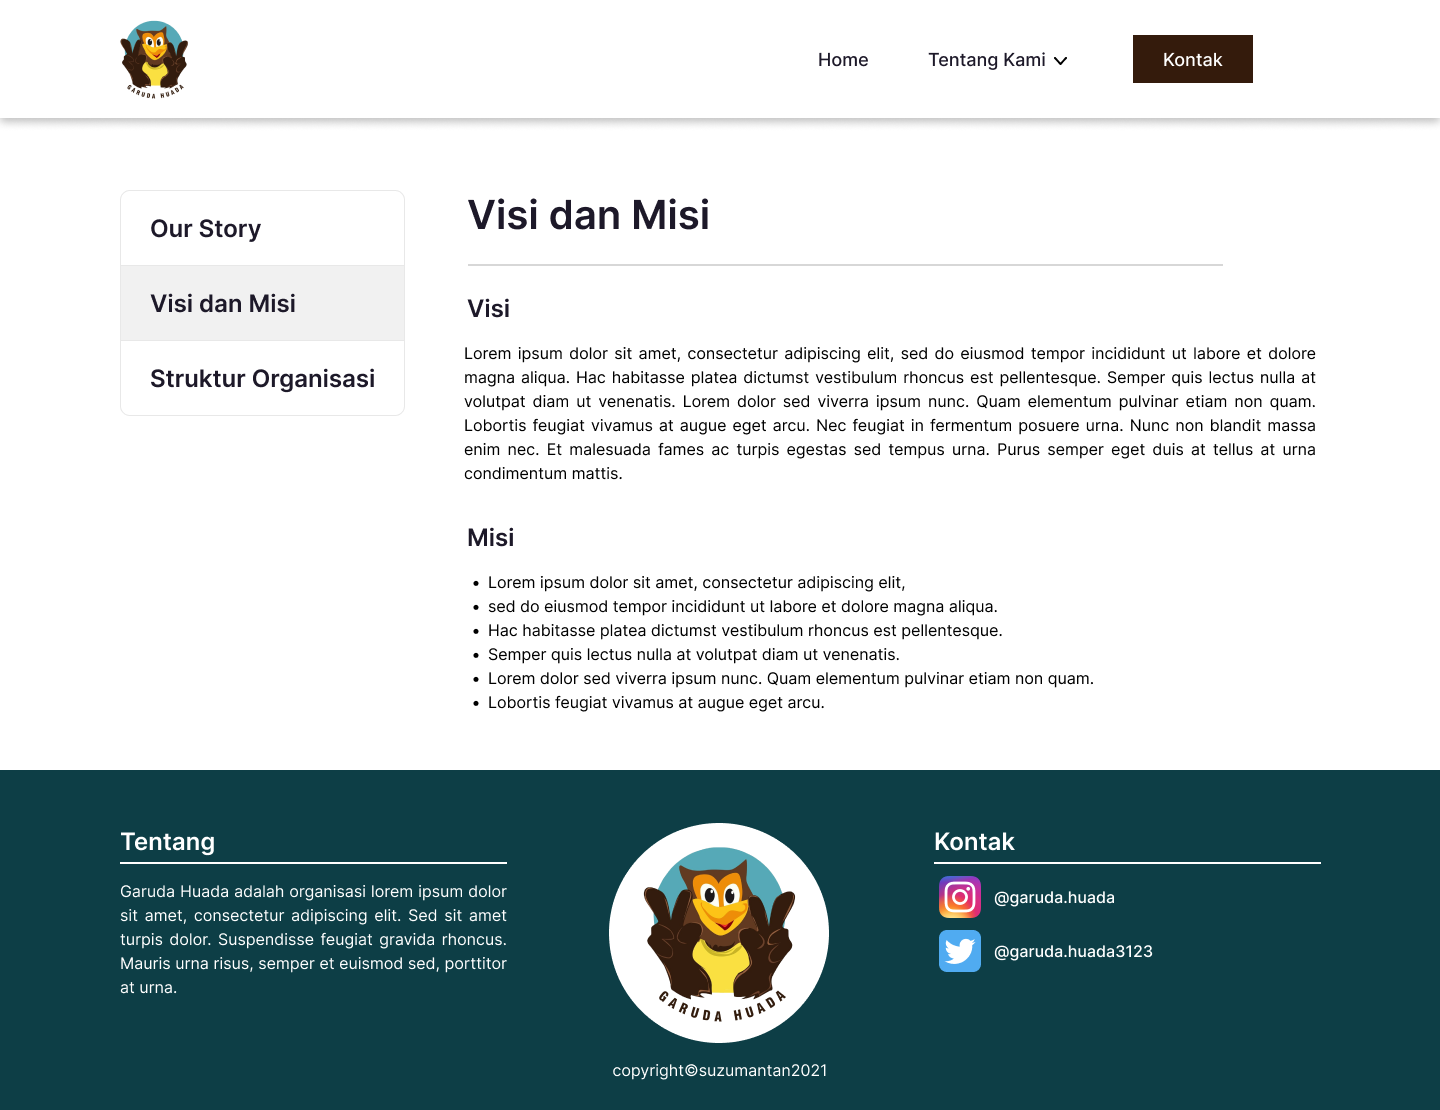 GARUDA HUADA
Home
Tentang Kami
Kontak
Our Story
Visi dan Misi
Struktur Organisasi
Visi dan Misi
Visi
Lorem ipsum dolor sit amet, consectetur adipiscing elit, sed do eiusmod tempor incididunt ut labore et dolore
magna aliqua. Hac habitasse platea dictumst vestibulum rhoncus est pellentesque. Semper quis lectus nulla at
volutpat diam ut venenatis. Lorem dolor sed viverra ipsum nunc. Quam elementum pulvinar etiam non quam.
Lobortis feugiat vivamus at augue eget arcu. Nec feugiat in fermentum posuere urna. Nunc non blandit massa
enim nec. Et malesuada fames ac turpis egestas sed tempus urna. Purus semper eget duis at tellus at urna
condimentum mattis.
Misi
• Lorem ipsum dolor sit amet, consectetur adipiscing elit,
• sed do eiusmod tempor incididunt ut labore et dolore magna aliqua.
• Hac habitasse platea dictumst vestibulum rhoncus est pellentesque.
• Semper quis lectus nulla at volutpat diam ut venenatis.
• Lorem dolor sed viverra ipsum nunc. Quam elementum pulvinar etiam non quam.
• Lobortis feugiat vivamus at augue eget arcu.
Tentang
Garuda Huada adalah organisasi lorem ipsum dolor
sit amet, consectetur adipiscing elit. Sed sit amet
turpis dolor. Suspendisse feugiat gravida rhoncus.
Mauris urna risus, semper et euismod sed, porttitor
at urna.
GARUDA HUADA
copyright©suzumantan2021
Kontak
@garuda.huada
@garuda.huada3123